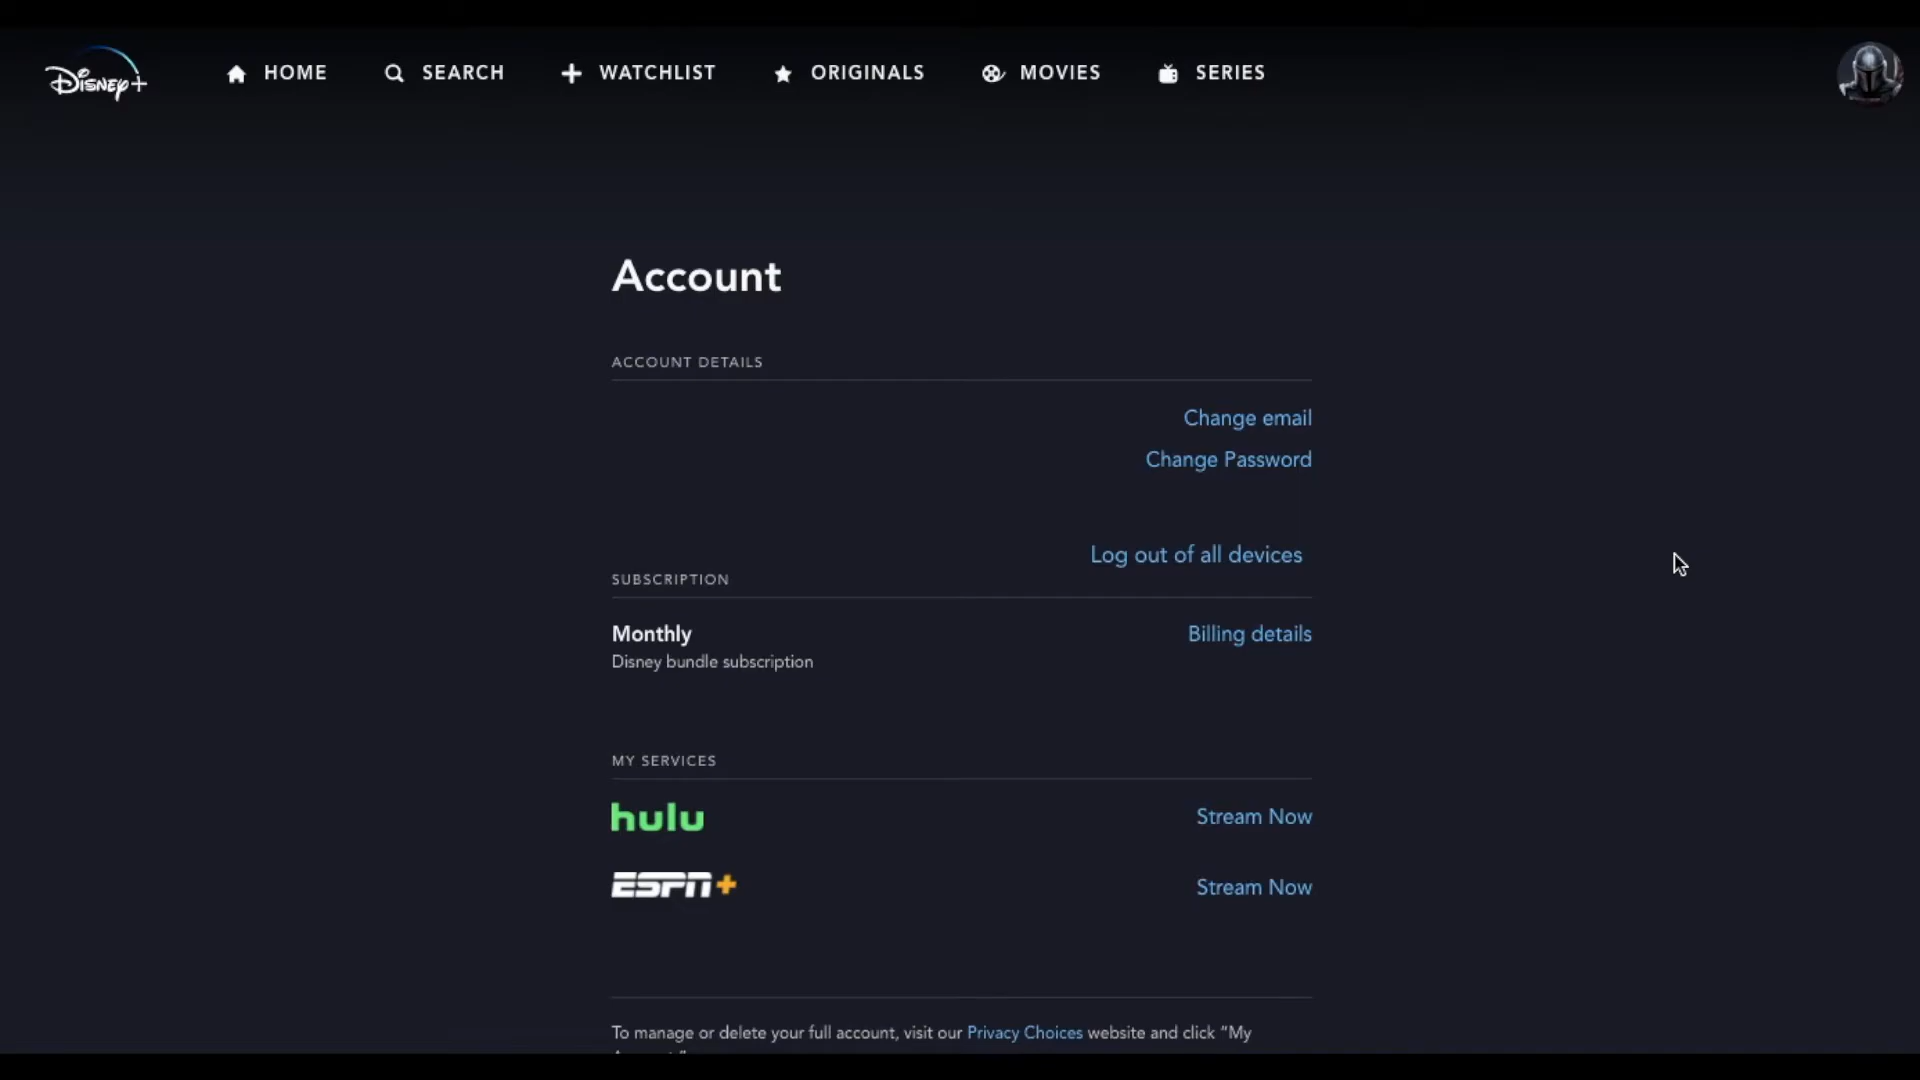 Disney+
HOME
SEARCH
WATCHLIST
ORIGINALS
MOVIES
SERIES
Account
ACCOUNT DETAILS
Change email
Change Password
Log out of all devices
SUBSCRIPTION
Monthly
Billing details
Disney bundle subscription
MY SERVICES
hulu
Stream Now
ESPN+
Stream Now
To manage or delete your full account, visit our Privacy Choices website and click “My